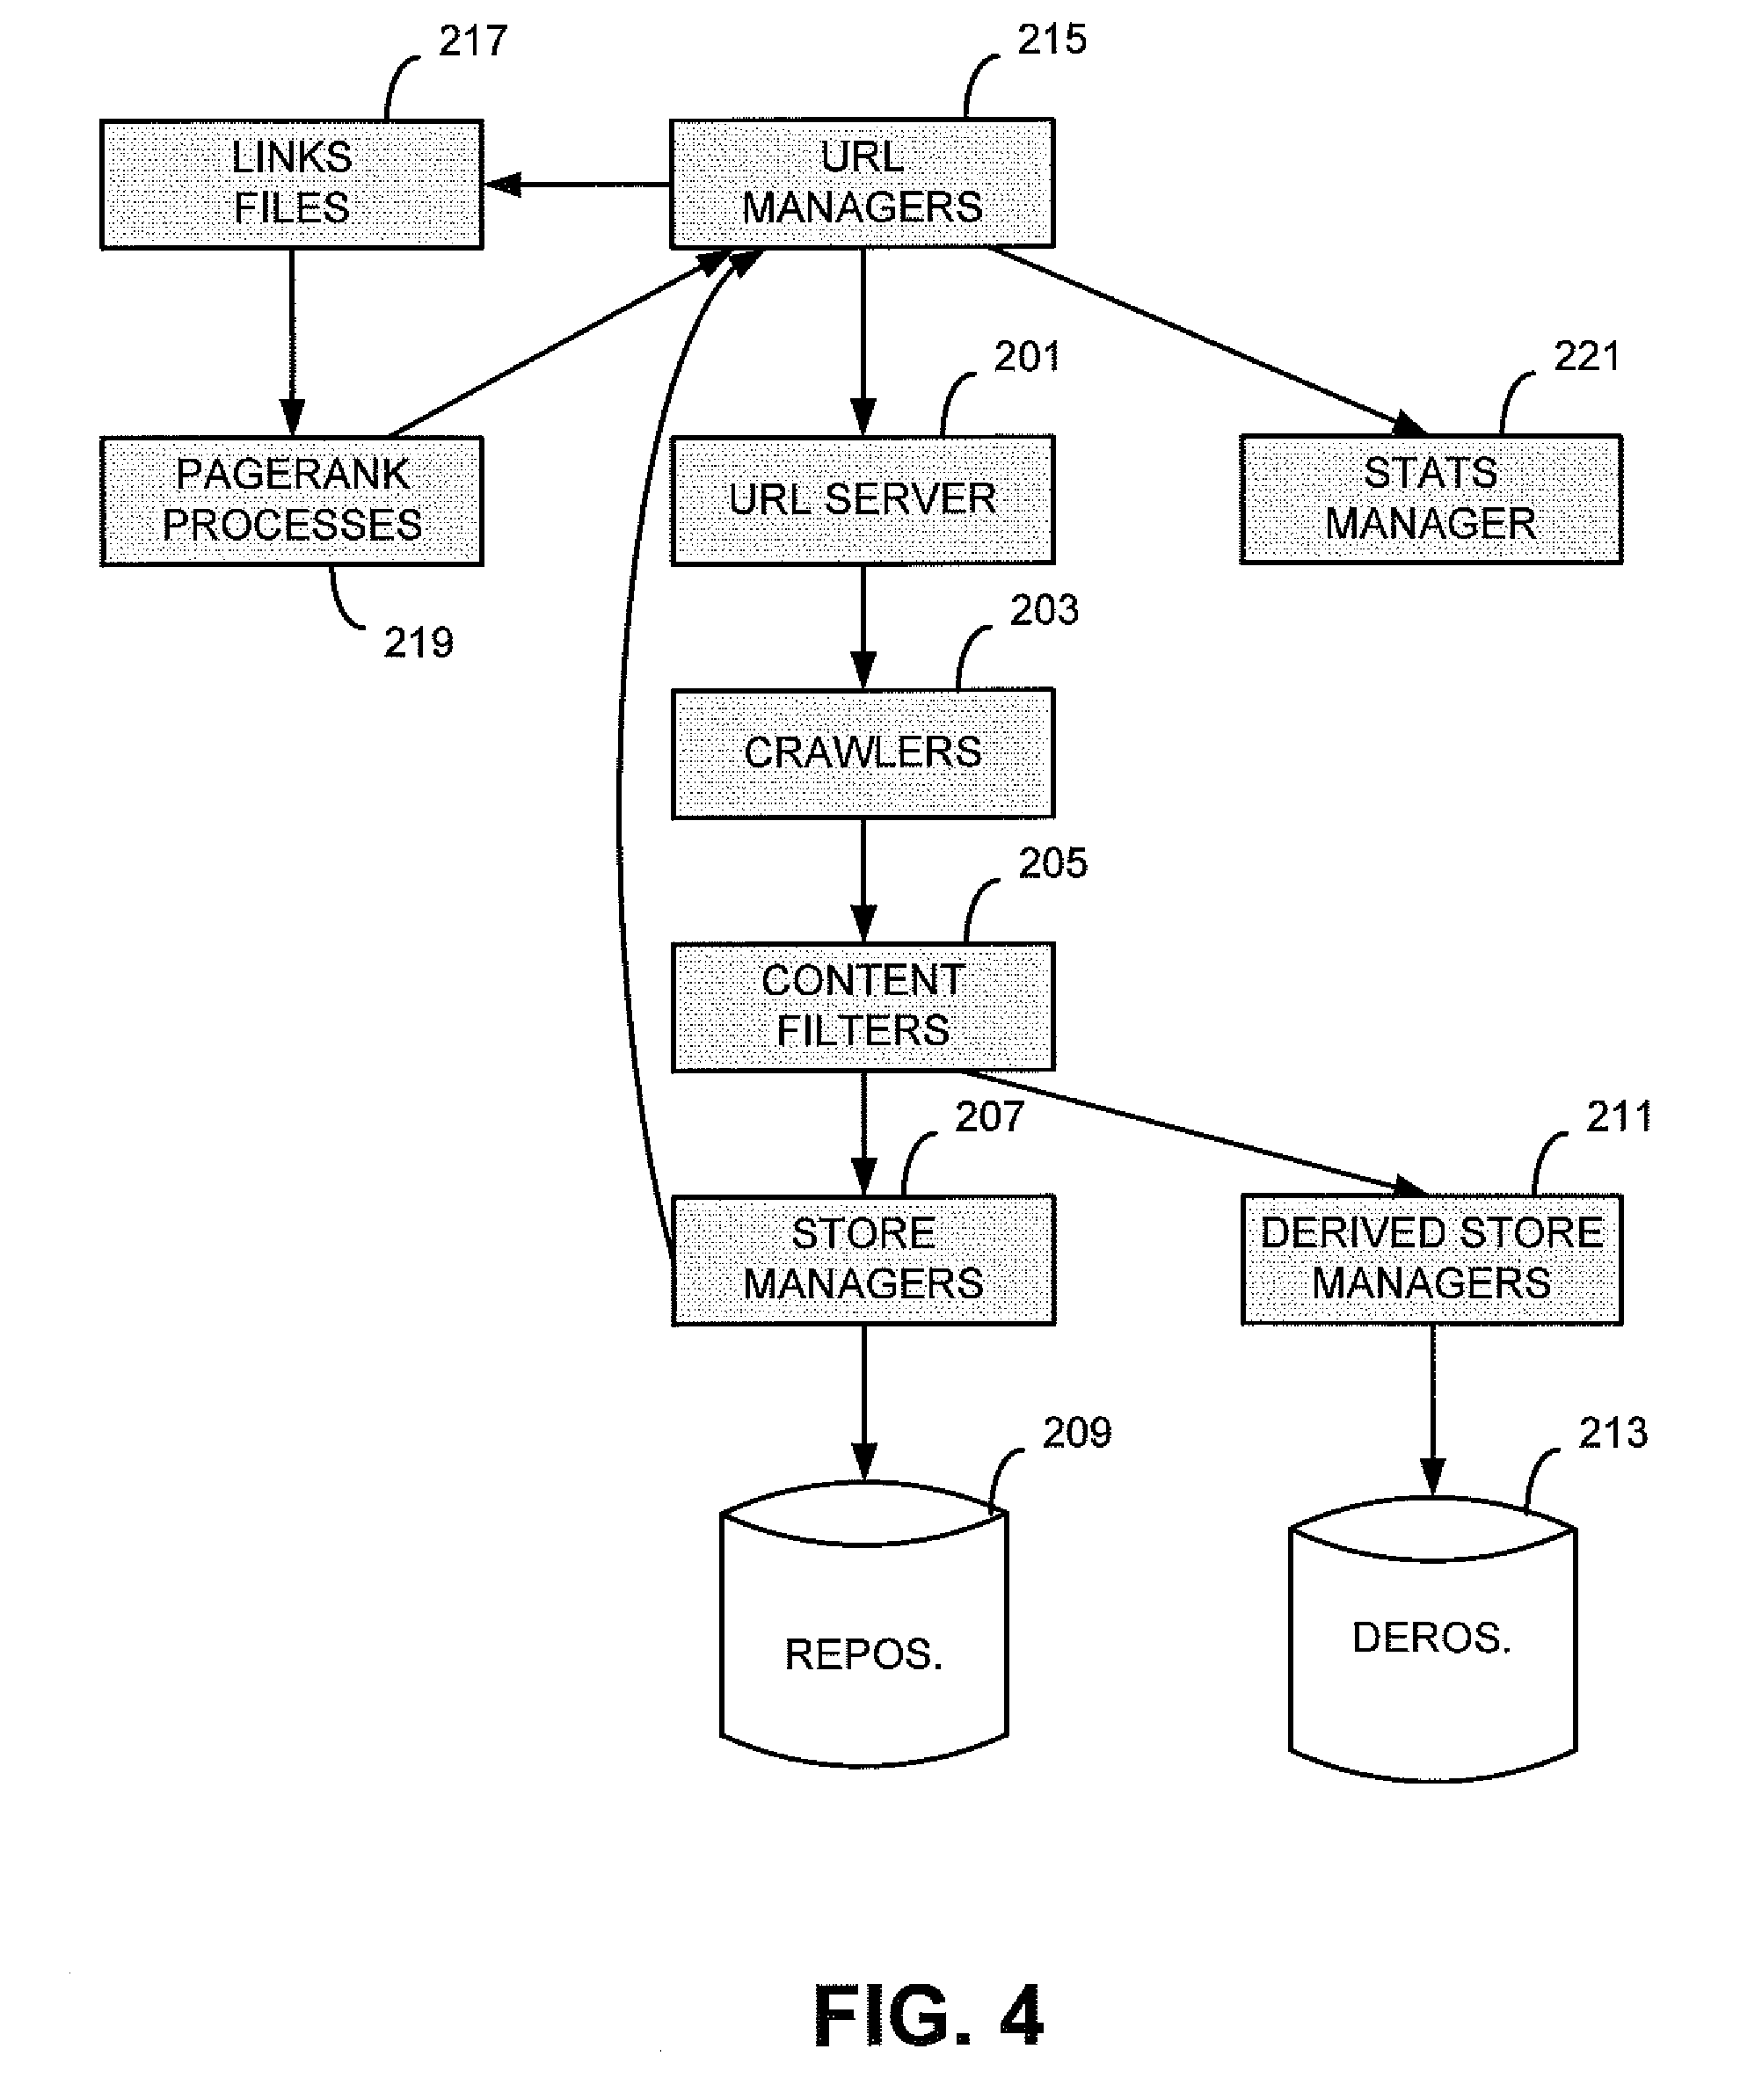 217
215
LINKS
FILES
URL
MANAGERS
201
221
PAGERANK
PROCESSES
URL SERVER
STATS
MANAGER
219
203
CRAWLERS
205
CONTENT
FILTERS
207
211
STORE
MANAGERS
DERIVED STORE
MANAGERS
209
213
REPOS.
DEROS.
FIG. 4